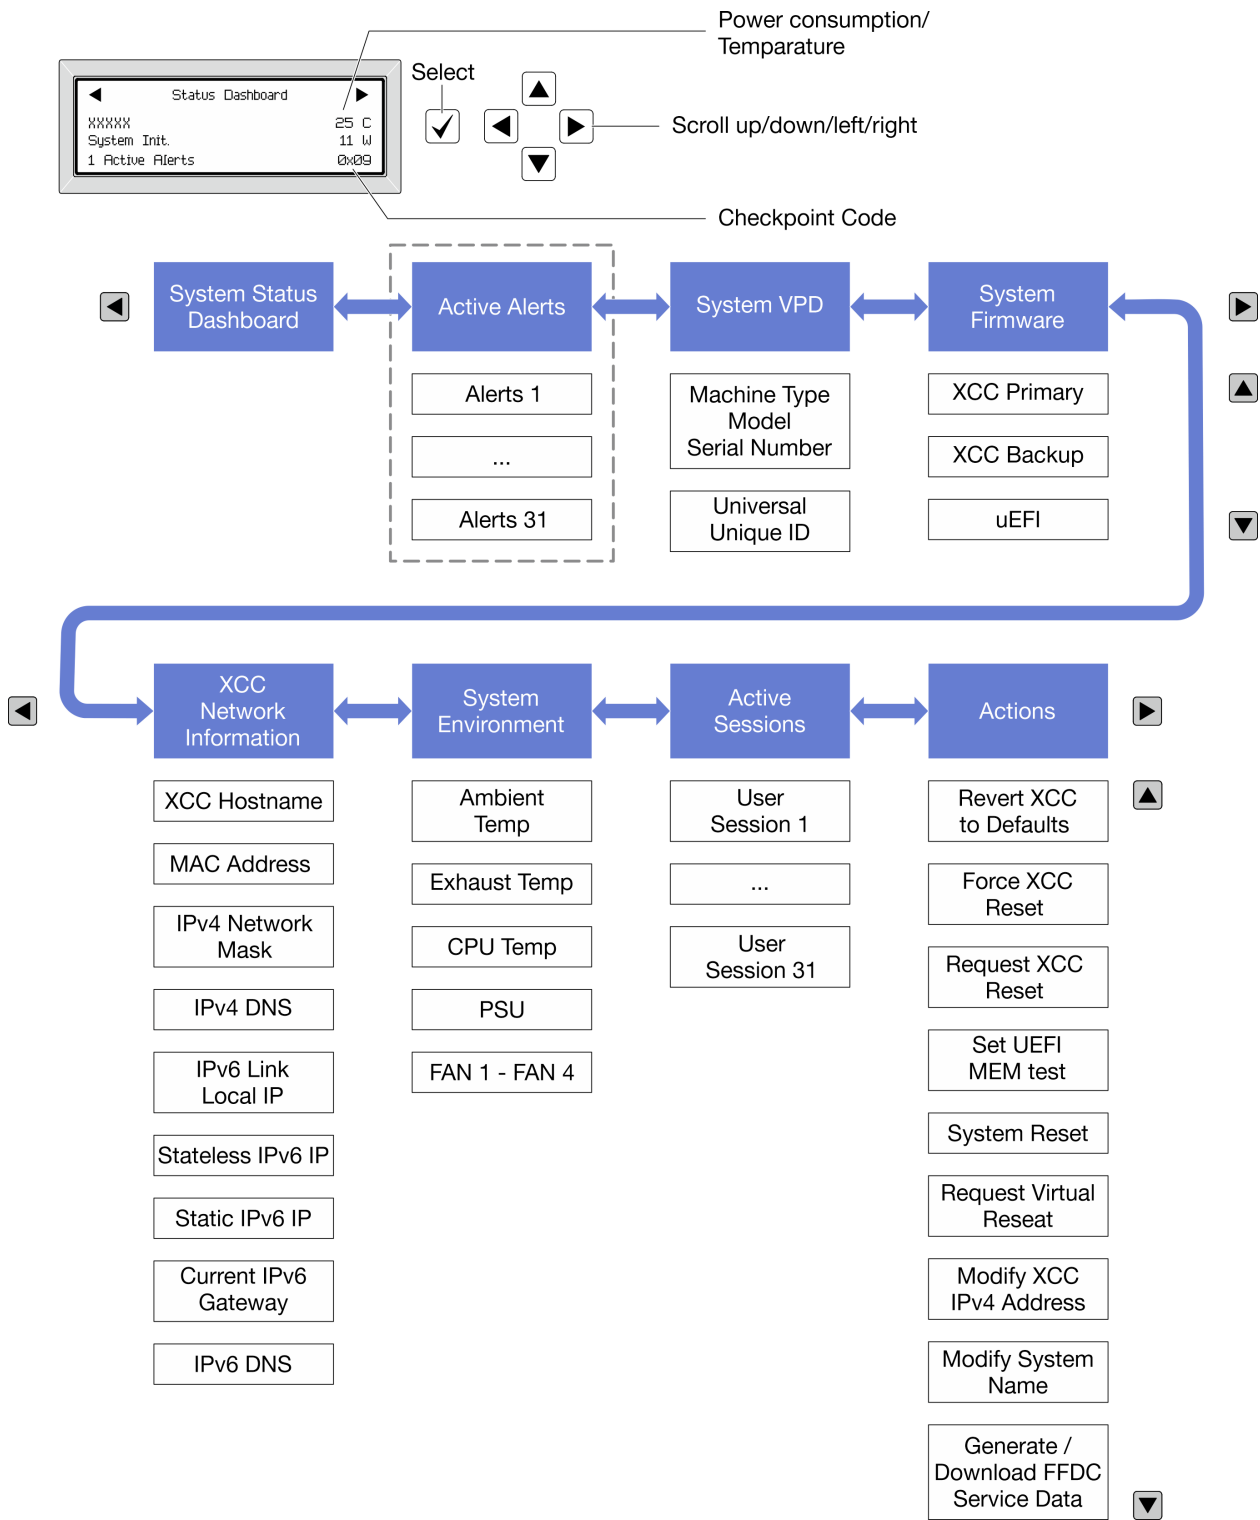 Power consumption/
Temparature
Select
Status Dashboard
XXXXX 25 C
System Init. 11 W
1 Active Alerts 0x09
Scroll up/down/left/right
Checkpoint Code
System Status
Dashboard
Active Alerts
System VPD
System
Firmware
Alerts 1
...
Alerts 31
Machine Type
Model
Serial Number
Universal
Unique ID
XCC Primary
XCC Backup
uEFI
XCC
Network
Information
System
Environment
Active
Sessions
Actions
XCC Hostname
MAC Address
IPv4 Network
Mask
IPv4 DNS
IPv6 Link
Local IP
Stateless IPv6 IP
Static IPv6 IP
Current IPv6
Gateway
IPv6 DNS
Ambient
Temp
Exhaust Temp
CPU Temp
PSU
FAN 1 - FAN 4
User
Session 1
...
User
Session 31
Revert XCC
to Defaults
Force XCC
Reset
Request XCC
Reset
Set UEFI
MEM test
System Reset
Request Virtual
Reseat
Modify XCC
IPv4 Address
Modify System
Name
Generate /
Download FFDC
Service Data